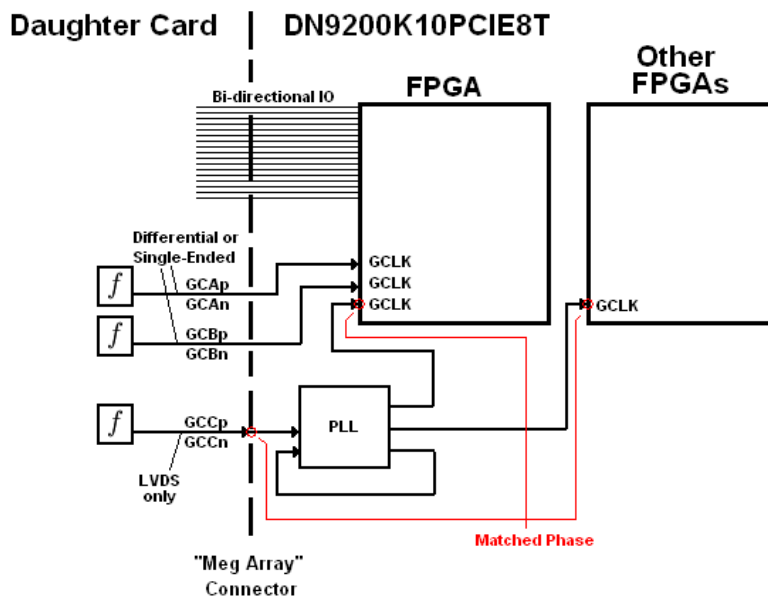 Daughter Card
DN9200K10PCIE8T
Other
FPGAs
FPGA
Bi-directional IO
Differential or
Single-Ended
GCLK
GCLK
GCLK
GCLK
f
GCAp
GCAn
f
GCBp
GCBn
f
GCCp
GCCn
PLL
LVDS
only
Matched Phase
"Meg Array"
Connector